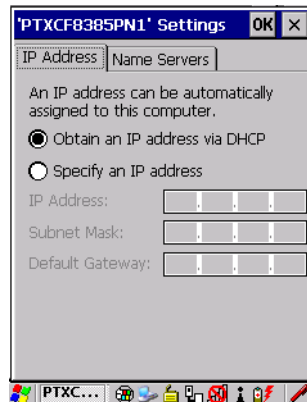 'PTXCF8385PN1' Settings OK ×
IP Address Name Servers
An IP address can be automatically
assigned to this computer.
Obtain an IP address via DHCP
Specify an IP address
IP Address:
Subnet Mask:
Default Gateway:
PTXC...